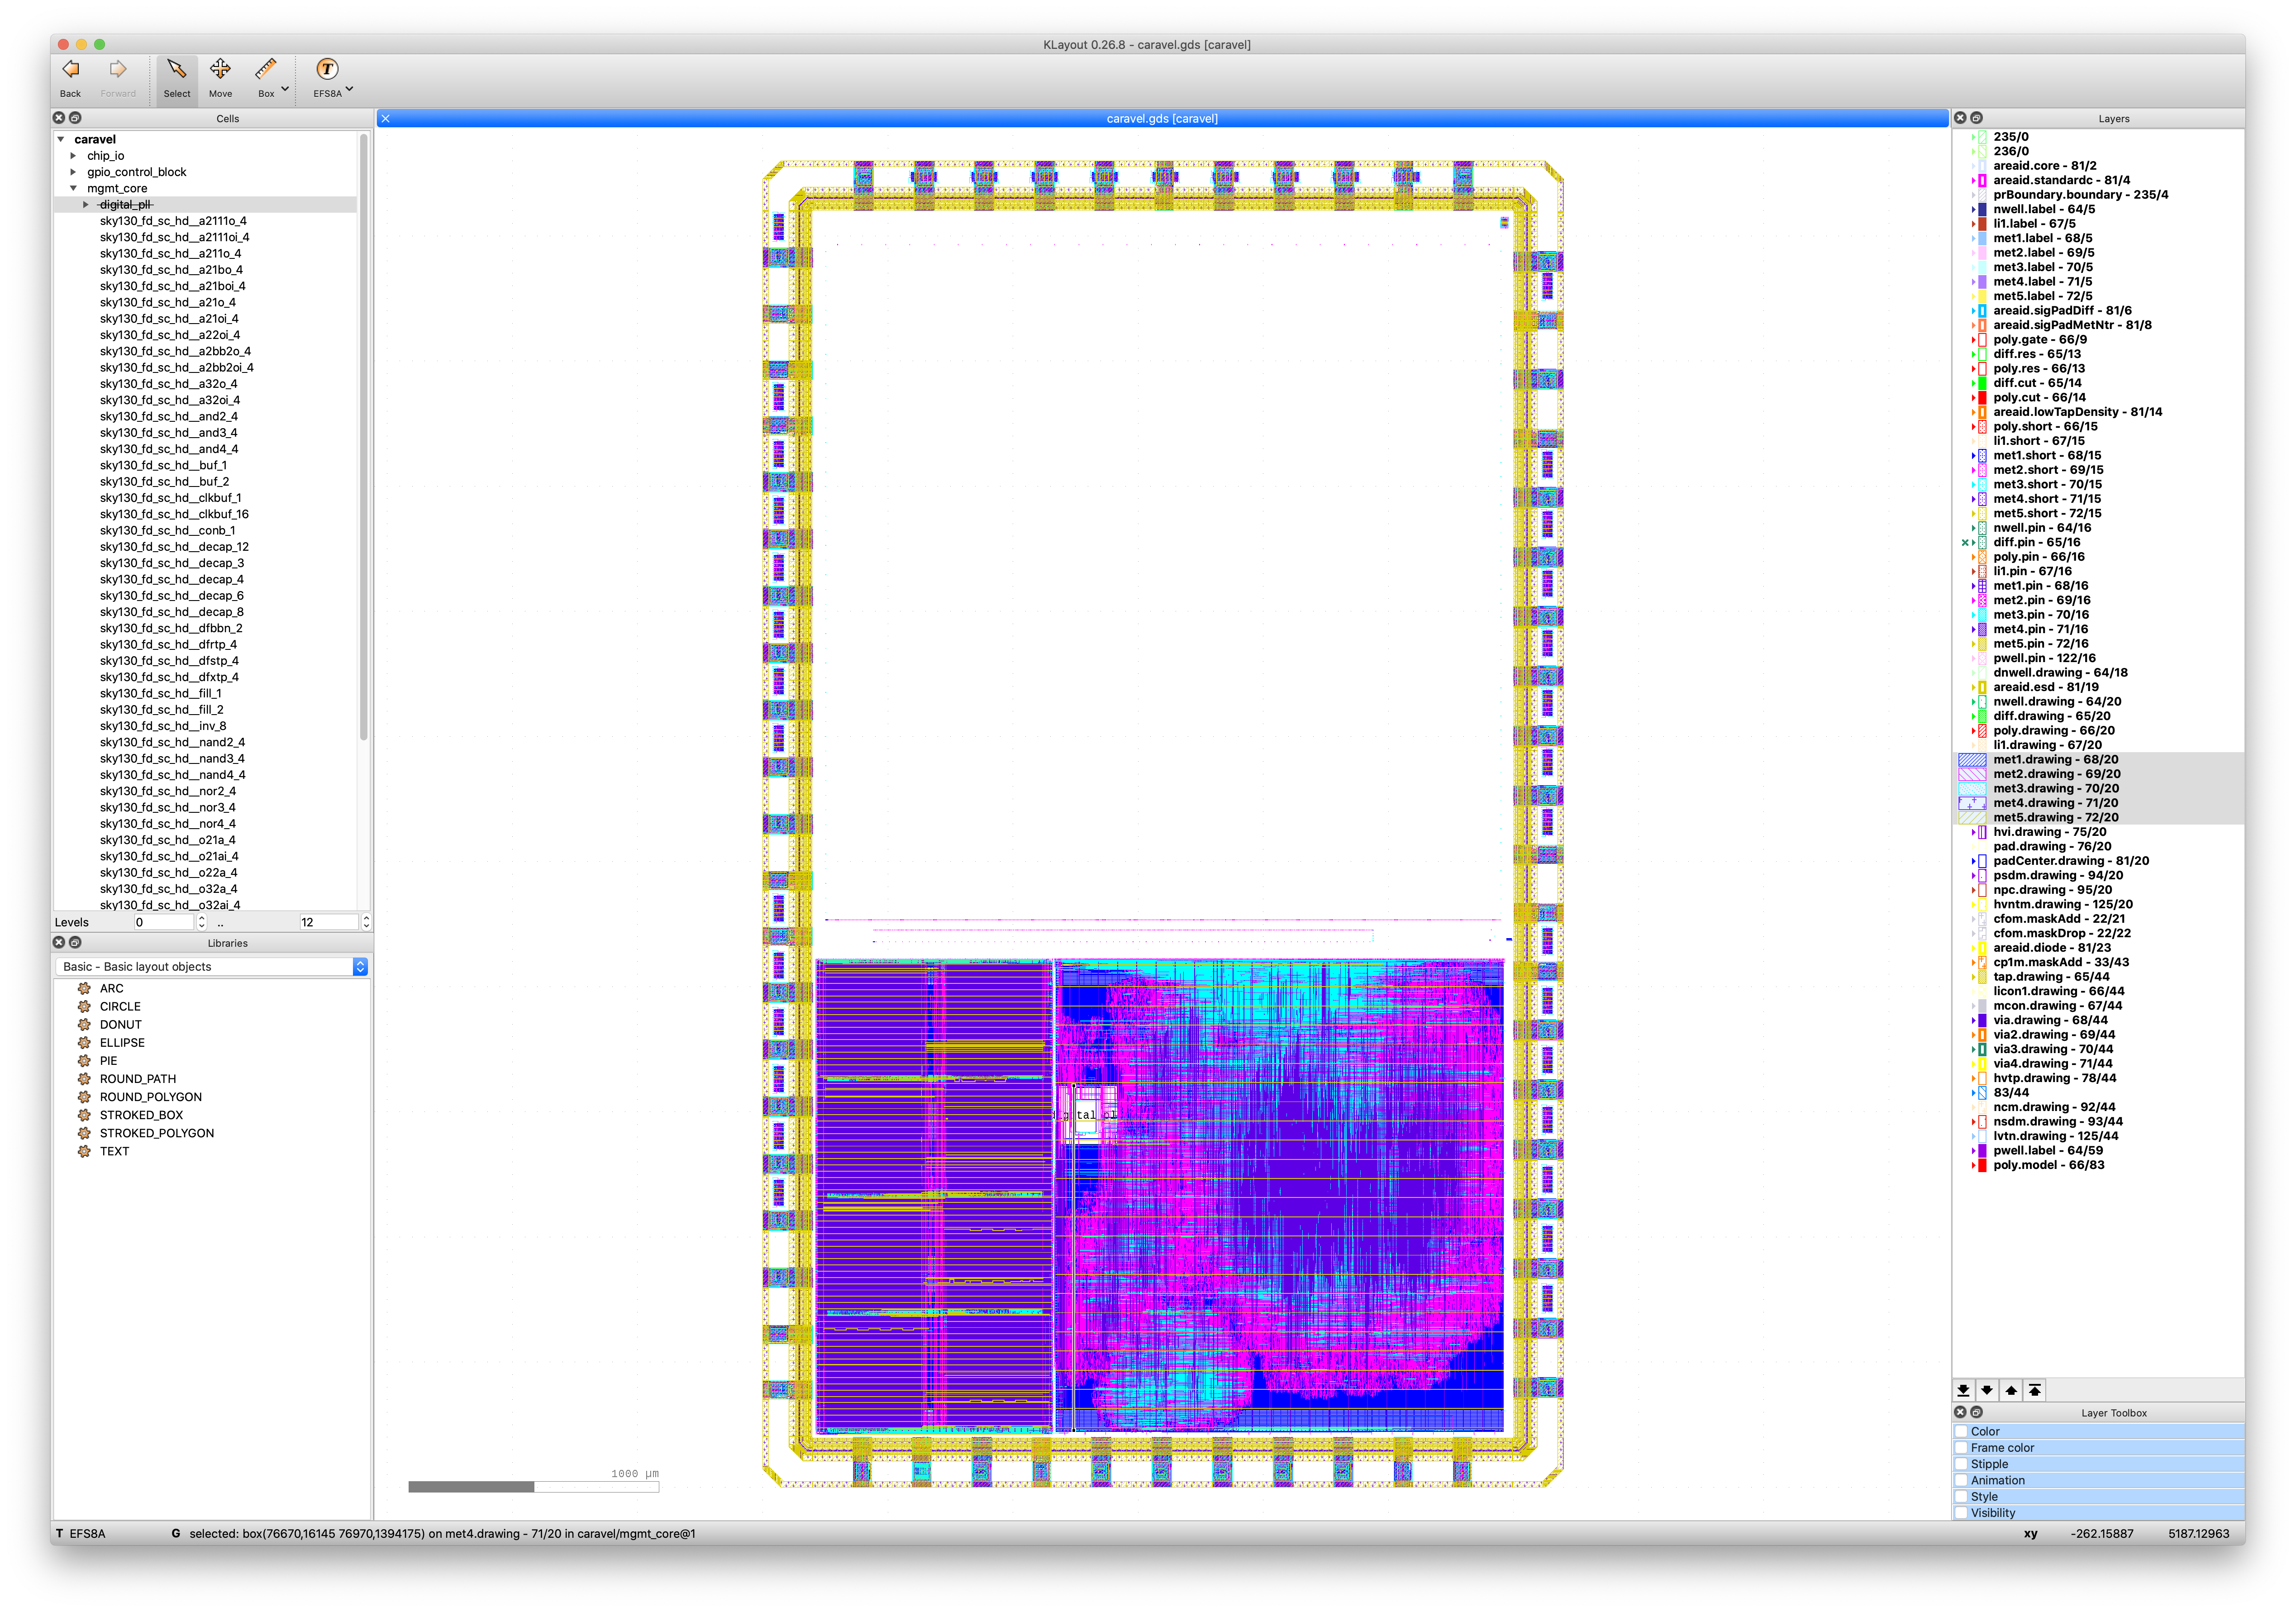 KLayout 0.26.8 - caravel.gds [caravel]
Back
Forward
Select
Move
Box
EFS8A
Cells
caravel
chip_io
gpio_control_block
mgmt_core
digital_pll
sky130_fd_sc_hd__a2111o_4
sky130_fd_sc_hd__a2111oi_4
sky130_fd_sc_hd__a211o_4
sky130_fd_sc_hd__a21bo_4
sky130_fd_sc_hd__a21boi_4
sky130_fd_sc_hd__a21o_4
sky130_fd_sc_hd__a21oi_4
sky130_fd_sc_hd__a22oi_4
sky130_fd_sc_hd__a2bb2o_4
sky130_fd_sc_hd__a2bb2oi_4
sky130_fd_sc_hd__a32o_4
sky130_fd_sc_hd__a32oi_4
sky130_fd_sc_hd__and2_4
sky130_fd_sc_hd__and3_4
sky130_fd_sc_hd__and4_4
sky130_fd_sc_hd__buf_1
sky130_fd_sc_hd__buf_2
sky130_fd_sc_hd__clkbuf_1
sky130_fd_sc_hd__clkbuf_16
sky130_fd_sc_hd__conb_1
sky130_fd_sc_hd__decap_12
sky130_fd_sc_hd__decap_3
sky130_fd_sc_hd__decap_4
sky130_fd_sc_hd__decap_6
sky130_fd_sc_hd__decap_8
sky130_fd_sc_hd__dfbbn_2
sky130_fd_sc_hd__dfrtp_4
sky130_fd_sc_hd__dfstp_4
sky130_fd_sc_hd__dfxtp_4
sky130_fd_sc_hd__fill_1
sky130_fd_sc_hd__fill_2
sky130_fd_sc_hd__inv_8
sky130_fd_sc_hd__nand2_4
sky130_fd_sc_hd__nand3_4
sky130_fd_sc_hd__nand4_4
sky130_fd_sc_hd__nor2_4
sky130_fd_sc_hd__nor3_4
sky130_fd_sc_hd__nor4_4
sky130_fd_sc_hd__o21a_4
sky130_fd_sc_hd__o21ai_4
sky130_fd_sc_hd__o22a_4
sky130_fd_sc_hd__o32a_4
sky130_fd_sc_hd__o32ai_4
Levels 0 .. 12
Libraries
Basic - Basic layout objects
ARC
CIRCLE
DONUT
ELLIPSE
PIE
ROUND_PATH
ROUND_POLYGON
STROKED_BOX
STROKED_POLYGON
TEXT
caravel.gds [caravel]
1000 µm
Layers
235/0
236/0
areaid.core - 81/2
areaid.standardc - 81/4
prBoundary.boundary - 235/4
nwell.label - 64/5
li1.label - 67/5
met1.label - 68/5
met2.label - 69/5
met3.label - 70/5
met4.label - 71/5
met5.label - 72/5
areaid.sigPadDiff - 81/6
areaid.sigPadMetNtr - 81/8
poly.gate - 66/9
diff.res - 65/13
poly.res - 66/13
diff.cut - 65/14
poly.cut - 66/14
areaid.lowTapDensity - 81/14
poly.short - 66/15
li1.short - 67/15
met1.short - 68/15
met2.short - 69/15
met3.short - 70/15
met4.short - 71/15
met5.short - 72/15
nwell.pin - 64/16
diff.pin - 65/16
poly.pin - 66/16
li1.pin - 67/16
met1.pin - 68/16
met2.pin - 69/16
met3.pin - 70/16
met4.pin - 71/16
met5.pin - 72/16
pwell.pin - 122/16
dnwell.drawing - 64/18
areaid.esd - 81/19
nwell.drawing - 64/20
diff.drawing - 65/20
poly.drawing - 66/20
li1.drawing - 67/20
met1.drawing - 68/20
met2.drawing - 69/20
met3.drawing - 70/20
met4.drawing - 71/20
met5.drawing - 72/20
hvi.drawing - 75/20
pad.drawing - 76/20
padCenter.drawing - 81/20
psdm.drawing - 94/20
npc.drawing - 95/20
hvntm.drawing - 125/20
cfom.maskAdd - 22/21
cfom.maskDrop - 22/22
areaid.diode - 81/23
cp1m.maskAdd - 33/43
tap.drawing - 65/44
licon1.drawing - 66/44
mcon.drawing - 67/44
via.drawing - 68/44
via2.drawing - 69/44
via3.drawing - 70/44
via4.drawing - 71/44
hvtp.drawing - 78/44
83/44
ncm.drawing - 92/44
nsdm.drawing - 93/44
lvtn.drawing - 125/44
pwell.label - 64/59
poly.model - 66/83
Layer Toolbox
Color
Frame color
Stipple
Animation
Style
Visibility
T EFS8A G selected: box(76670,16145 76970,1394175) on met4.drawing - 71/20 in caravel/mgmt_core@1 xy -262.15887 5187.12963